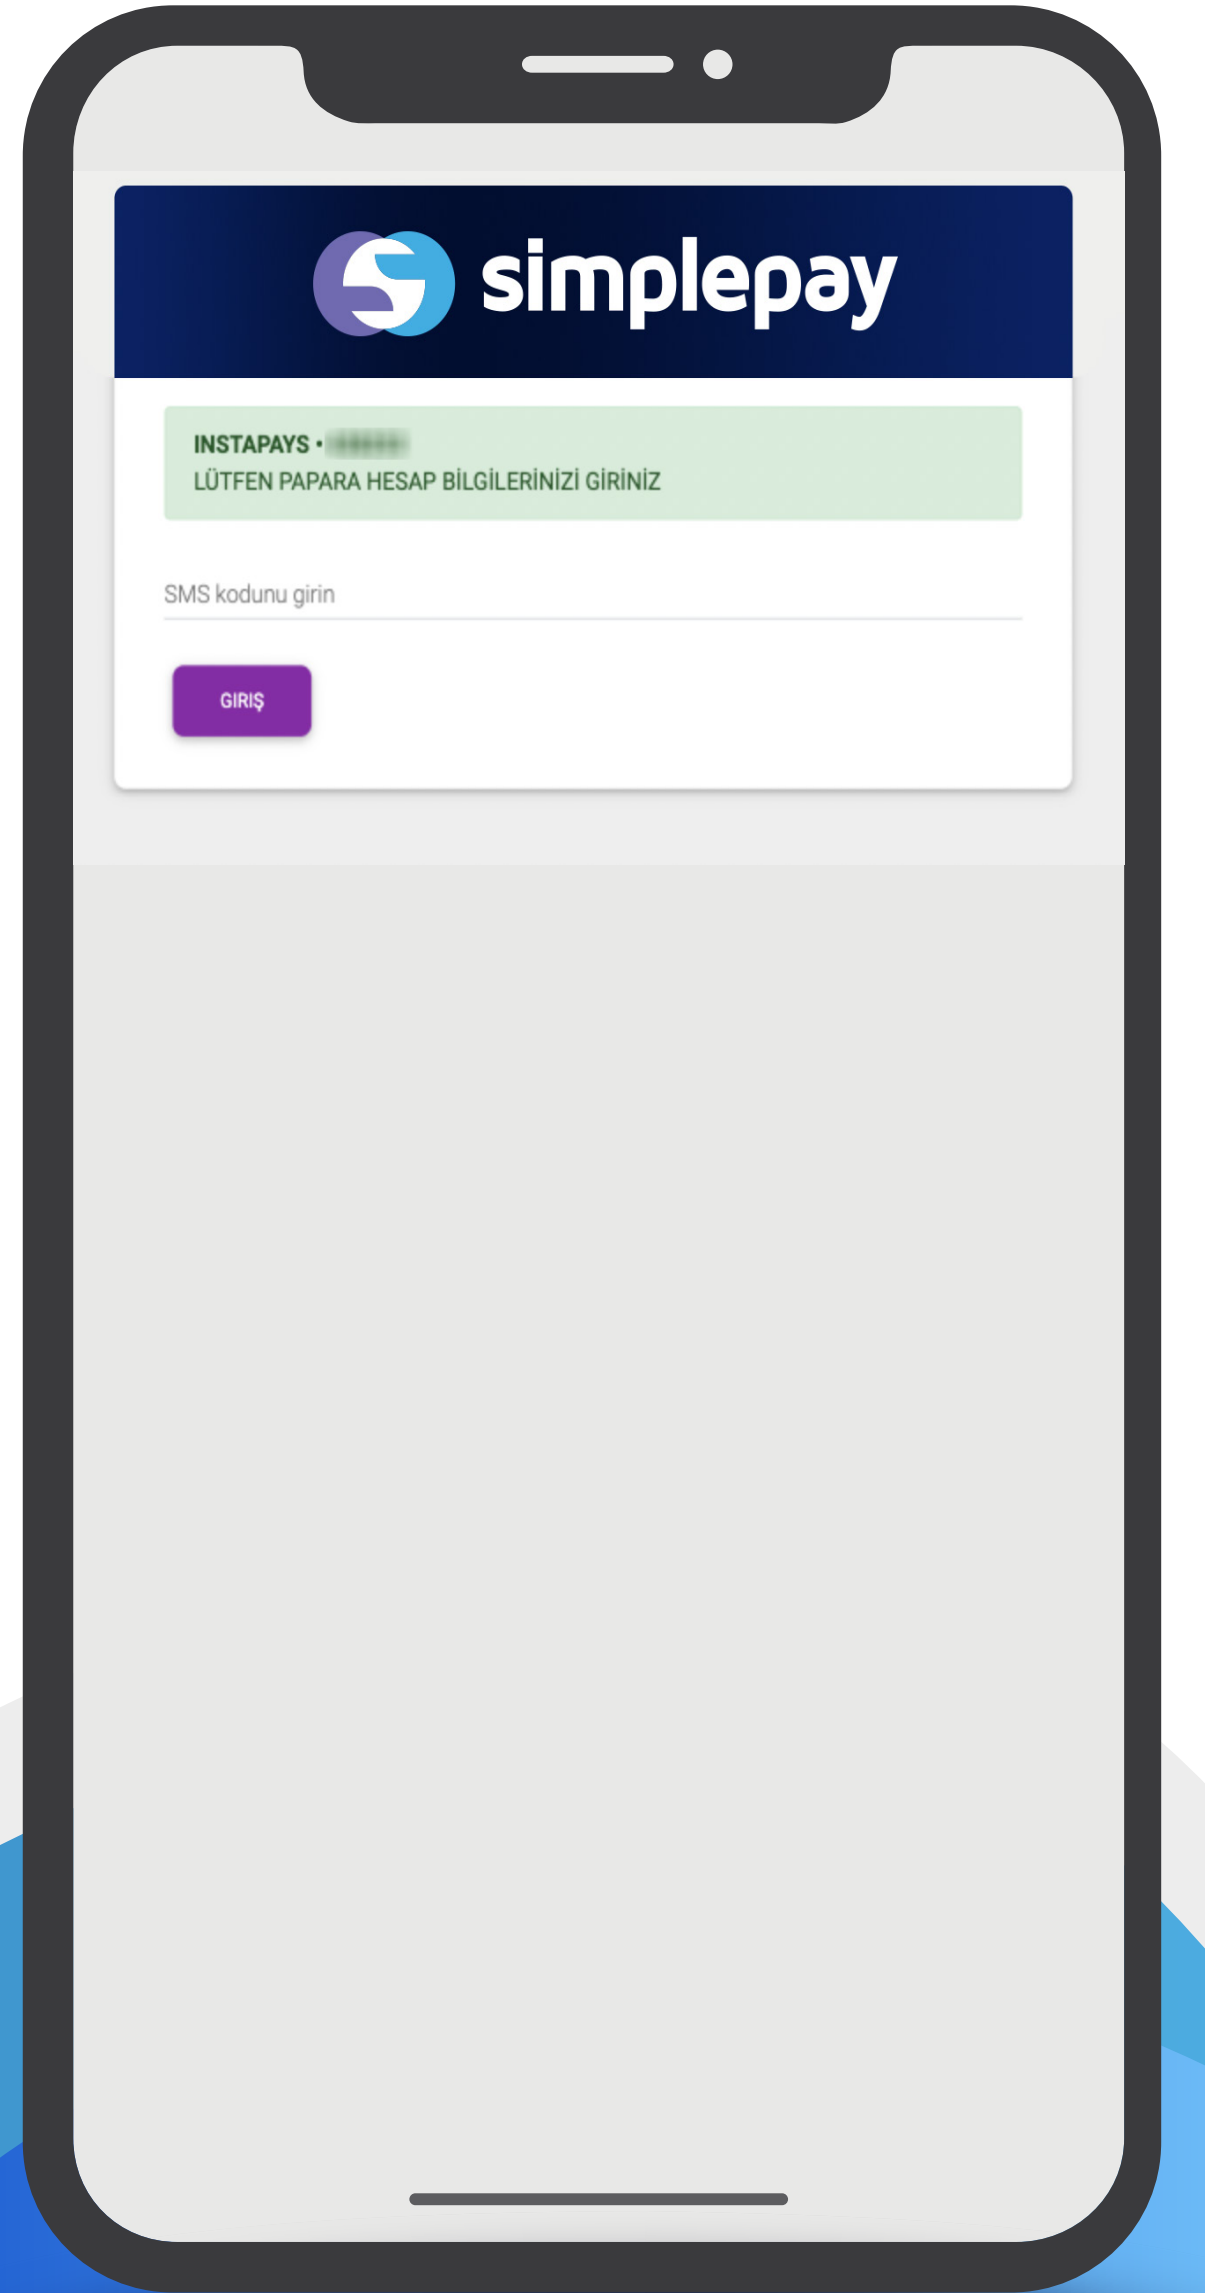 simplepay
INSTAPAYS •
LÜTFEN PAPARA HESAP BİLGİLERİNİZİ GİRİNİZ
SMS kodunu girin
GIRIŞ